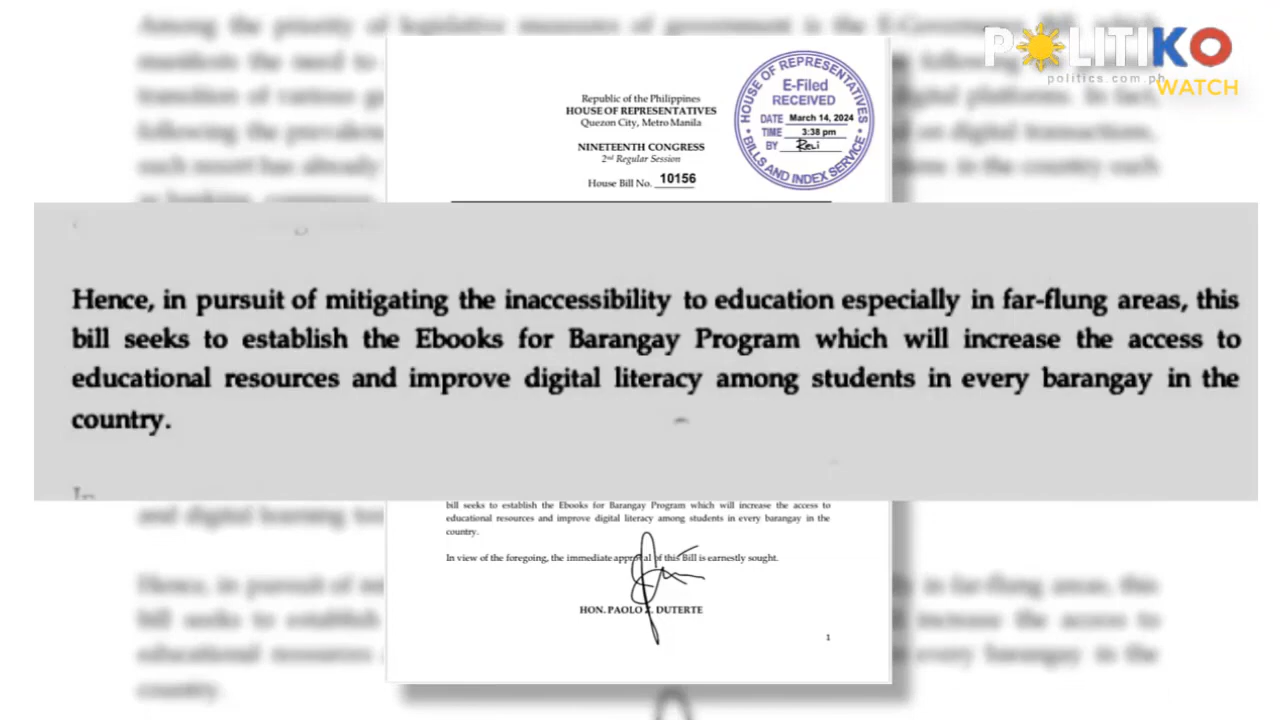 POLITIKO
politics.com.ph
WATCH
Republic of the Philippines
HOUSE OF REPRESENTATIVES
Quezon City, Metro Manila
NINETEENTH CONGRESS
2nd Regular Session
House Bill No. 10156
HOUSE OF REPRESENTATIVES
E-Filed
RECEIVED
DATE March 14, 2024
TIME 3:38 pm
BY
BILLS AND INDEX SERVICE
Hence, in pursuit of mitigating the inaccessibility to education especially in far-flung areas, this
bill seeks to establish the Ebooks for Barangay Program which will increase the access to
educational resources and improve digital literacy among students in every barangay in the
country.
bill seeks to establish the Ebooks for Barangay Program which will increase the access to
educational resources and improve digital literacy among students in every barangay in the
country.
In view of the foregoing, the immediate approval of this Bill is earnestly sought.
HON. PAOLO Z. DUTERTE
1